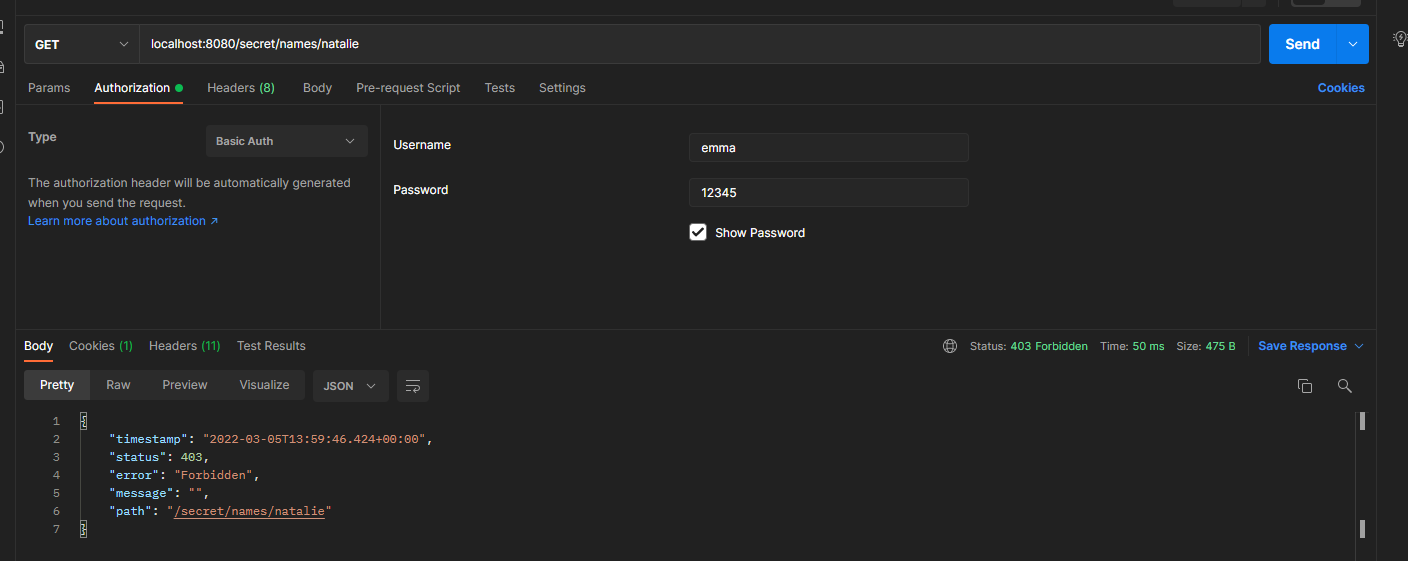 GET localhost:8080/secret/names/natalie Send
Params Authorization Headers (8) Body Pre-request Script Tests Settings Cookies
Type Basic Auth
The authorization header will be automatically generated
when you send the request.
Learn more about authorization ↗
Username emma
Password 12345
Show Password
Body Cookies (1) Headers (11) Test Results Status: 403 Forbidden Time: 50 ms Size: 475 B Save Response
Pretty Raw Preview Visualize JSON
1 {
2 "timestamp": "2022-03-05T13:59:46.424+00:00",
3 "status": 403,
4 "error": "Forbidden",
5 "message": "",
6 "path": "/secret/names/natalie"
7 }